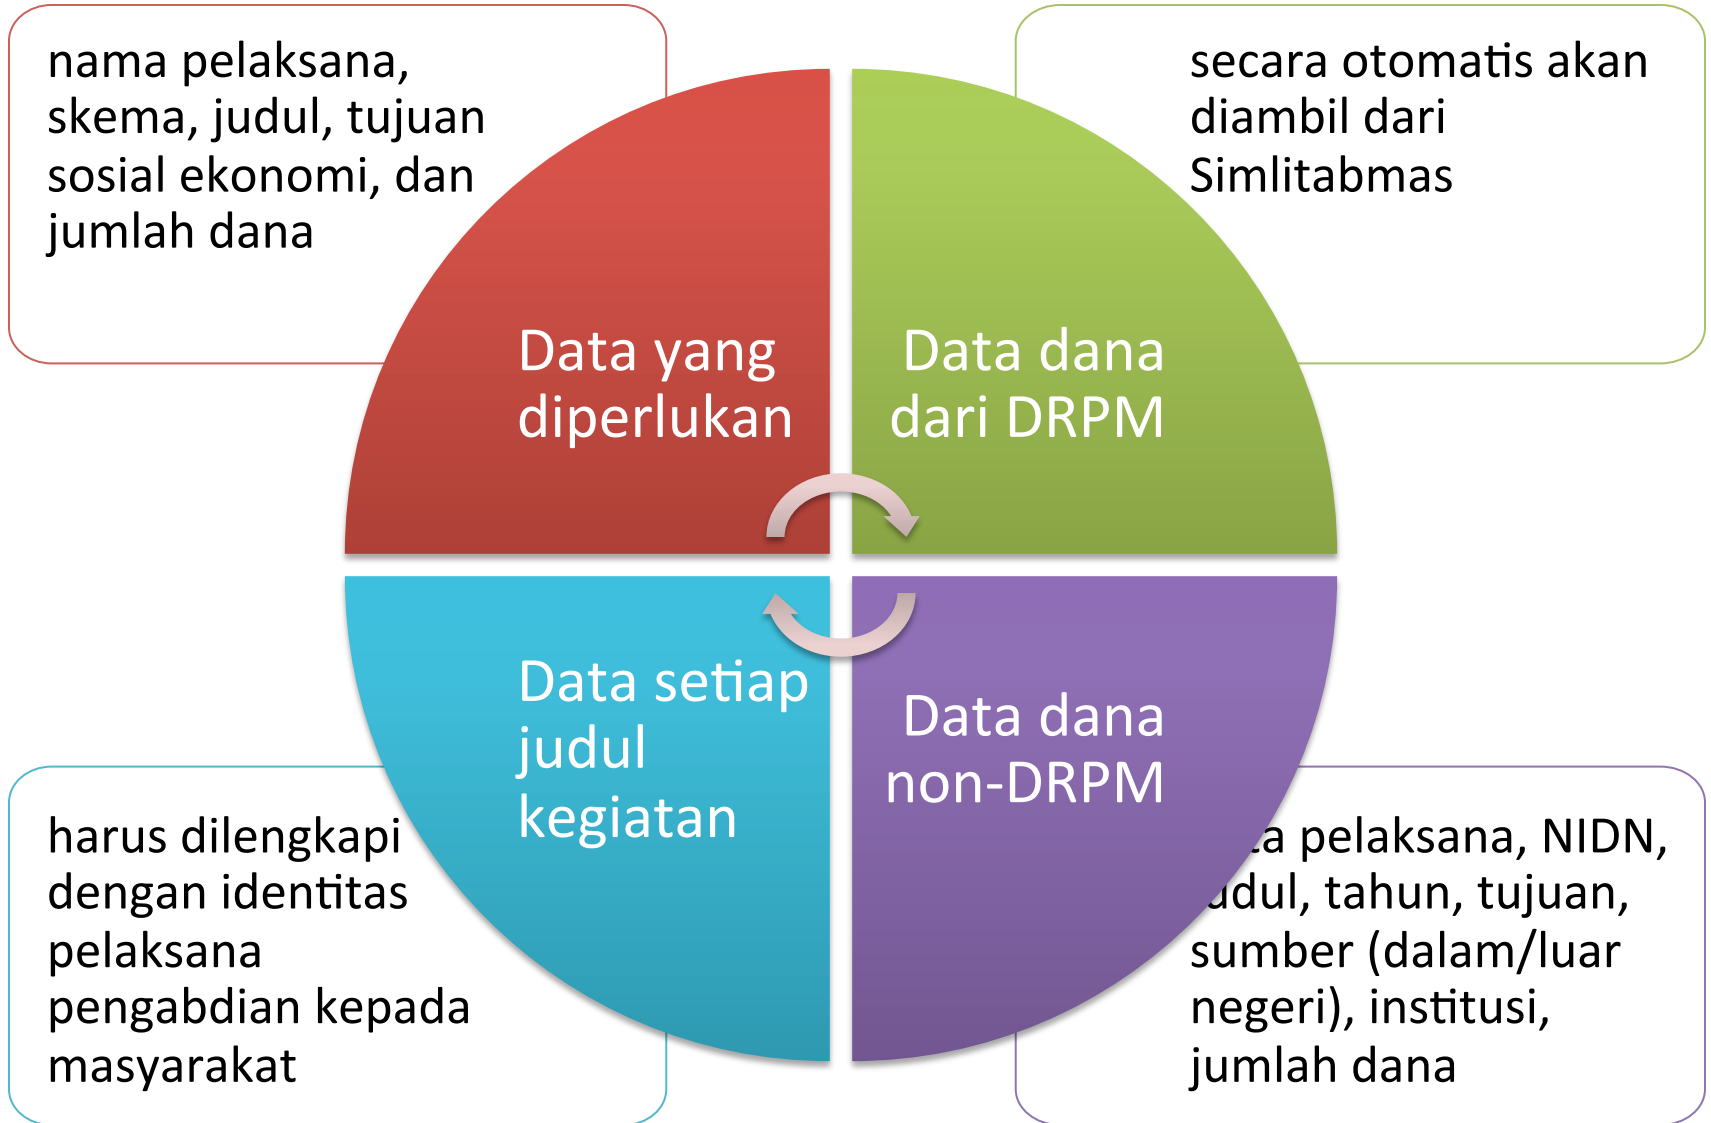 nama pelaksana,
skema, judul, tujuan
sosial ekonomi, dan
jumlah dana
secara otomatis akan
diambil dari
Simlitabmas
Data yang
diperlukan
Data dana
dari DRPM
Data setiap
judul
kegiatan
Data dana
non-DRPM
harus dilengkapi
dengan identitas
pelaksana
pengabdian kepada
masyarakat
pelaksana, NIDN,
tahun, tujuan,
sumber (dalam/luar
negeri), institusi,
jumlah dana